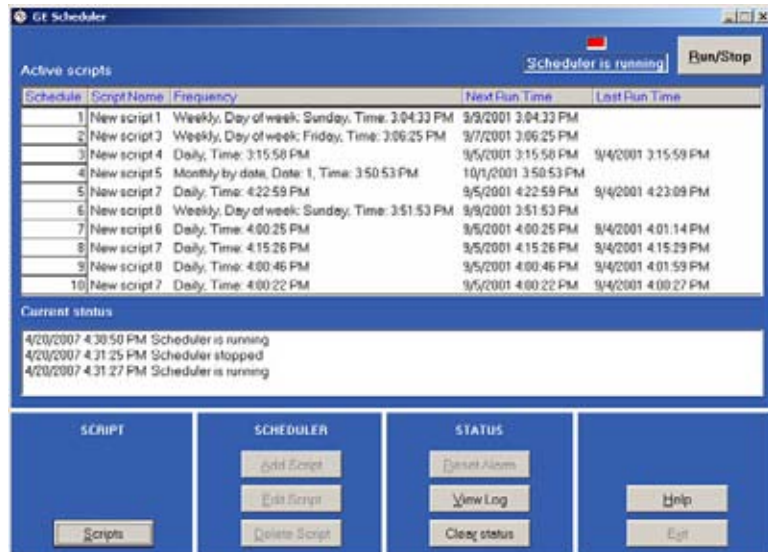 GE Scheduler
Scheduler is running
Run/Stop
Active scripts
Schedule Script Name Frequency Next Run Time Last Run Time
1 New script 1 Weekly, Day of week: Sunday, Time: 3:04:33 PM 9/9/2001 3:04:33 PM
2 New script 3 Weekly, Day of week: Friday, Time: 3:06:25 PM 9/7/2001 3:06:25 PM
3 New script 4 Daily, Time: 3:15:58 PM 9/5/2001 3:15:58 PM 9/4/2001 3:15:59 PM
4 New script 5 Monthly by date, Date: 1, Time: 3:50:53 PM 10/1/2001 3:50:53 PM
5 New script 7 Daily, Time: 4:22:59 PM 9/5/2001 4:22:59 PM 9/4/2001 4:23:09 PM
6 New script 8 Weekly, Day of week: Sunday, Time: 3:51:53 PM 9/9/2001 3:51:53 PM
7 New script 6 Daily, Time: 4:00:25 PM 9/5/2001 4:00:25 PM 9/4/2001 4:01:14 PM
8 New script 7 Daily, Time: 4:15:26 PM 9/5/2001 4:15:26 PM 9/4/2001 4:15:29 PM
9 New script 8 Daily, Time: 4:00:46 PM 9/5/2001 4:00:46 PM 9/4/2001 4:01:59 PM
10 New script 7 Daily, Time: 4:00:22 PM 9/5/2001 4:00:22 PM 9/4/2001 4:00:27 PM
Current status
4/20/2007 4:30:50 PM Scheduler is running
4/20/2007 4:31:25 PM Scheduler stopped
4/20/2007 4:31:27 PM Scheduler is running
SCRIPT
Scripts
SCHEDULER
Add Script
Edit Script
Delete Script
STATUS
Reset Alarm
View Log
Clear status
Help
Exit